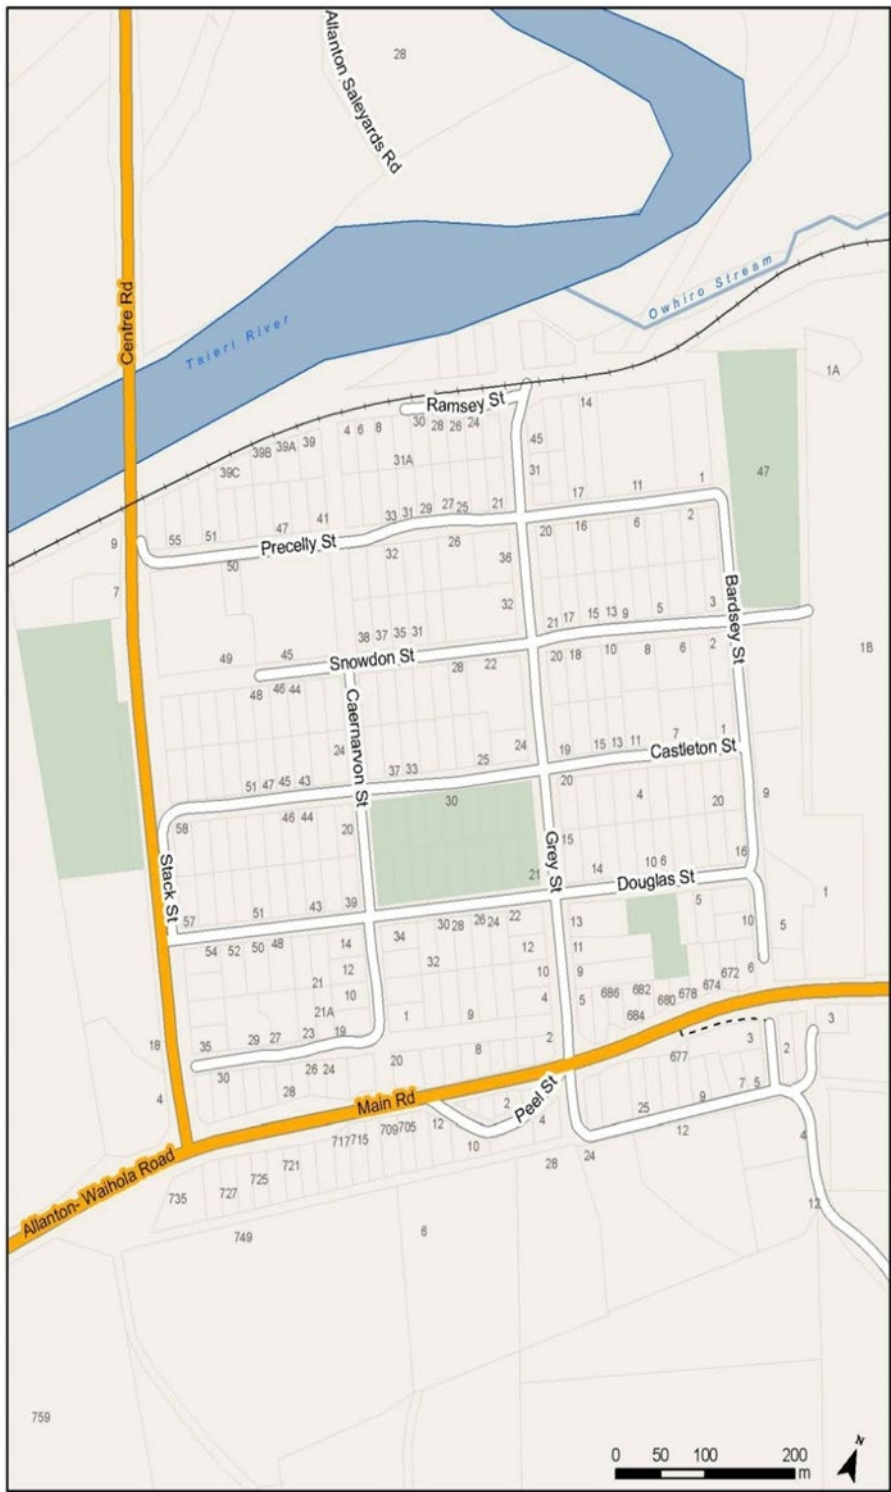 Allanton Saleyards Rd
28
Centre Rd
Taieri River
Owhiro Stream
1A
Ramsey St
14
4 6 8 30 28 26 24
39C 39B 39A 39
45
31A
31
47
1
11
17
33 31 29 27 25 21
55 51 47 41
9
Precelly St
50
32 26
20 16 6 2
36
7
32
Bardsey St
38 37 35 31
21 17 15 13 9 5 3
49 45
Snowdon St
28 22
20 18 10 8 6 2
1B
48 46 44
Caernarvon St
24
24
19 15 13 11 7 1
Castleton St
51 47 45 43
37 33 25
30
20
4
20
9
58
46 44
20
15
Grey St
Stack St
21
14
10 6
16
Douglas St
57 51 43 39
5
1
54 52 50 48
14
34
30 28 26 24 22
13
10
5
12
32
12
11
21
10
10
9
6
21A
1
9
4
5
686 682 680 678 674 672
684
18
35 29 27 23 19
2
3
3
2
30
28
26 24
20
8
677
4
Main Rd
2
Peel St
4
25 9 7 5
12
717 715 709 705
12
10
24
28
4
Allanton- Waihola Road
735 727 725 721
749
6
12
759
N
0 50 100 200
m